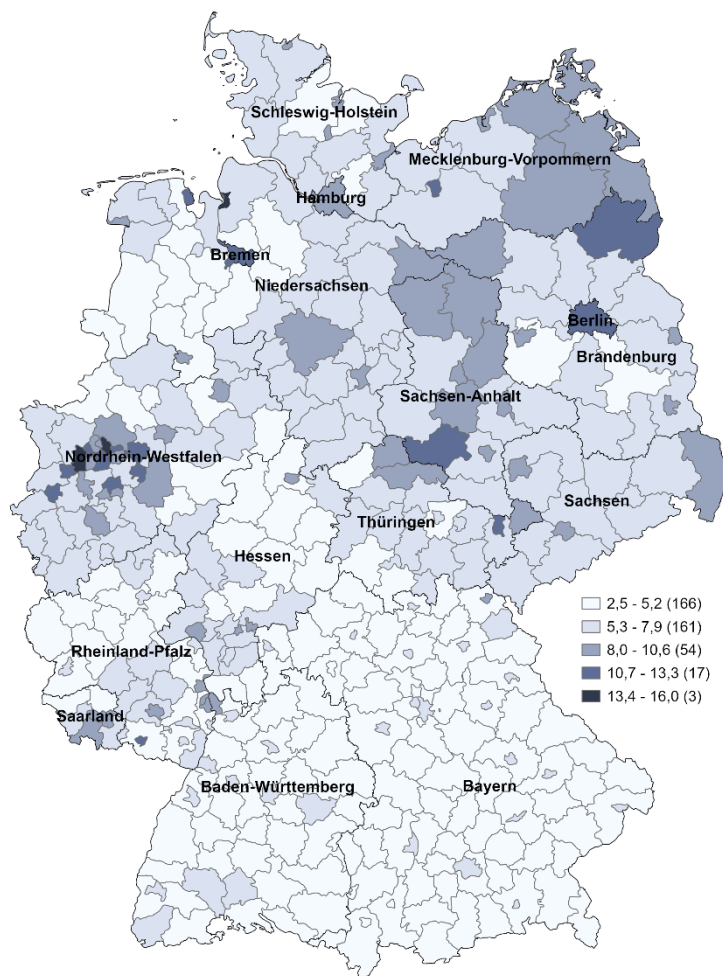 Schleswig-Holstein
Mecklenburg-Vorpommern
Hamburg
Bremen
Niedersachsen
Berlin
Brandenburg
Sachsen-Anhalt
Nordrhein-Westfalen
Sachsen
Thüringen
Hessen
2,5 - 5,2 (166)
5,3 - 7,9 (161)
8,0 - 10,6 (54)
10,7 - 13,3 (17)
13,4 - 16,0 (3)
Rheinland-Pfalz
Saarland
Baden-Württemberg
Bayern